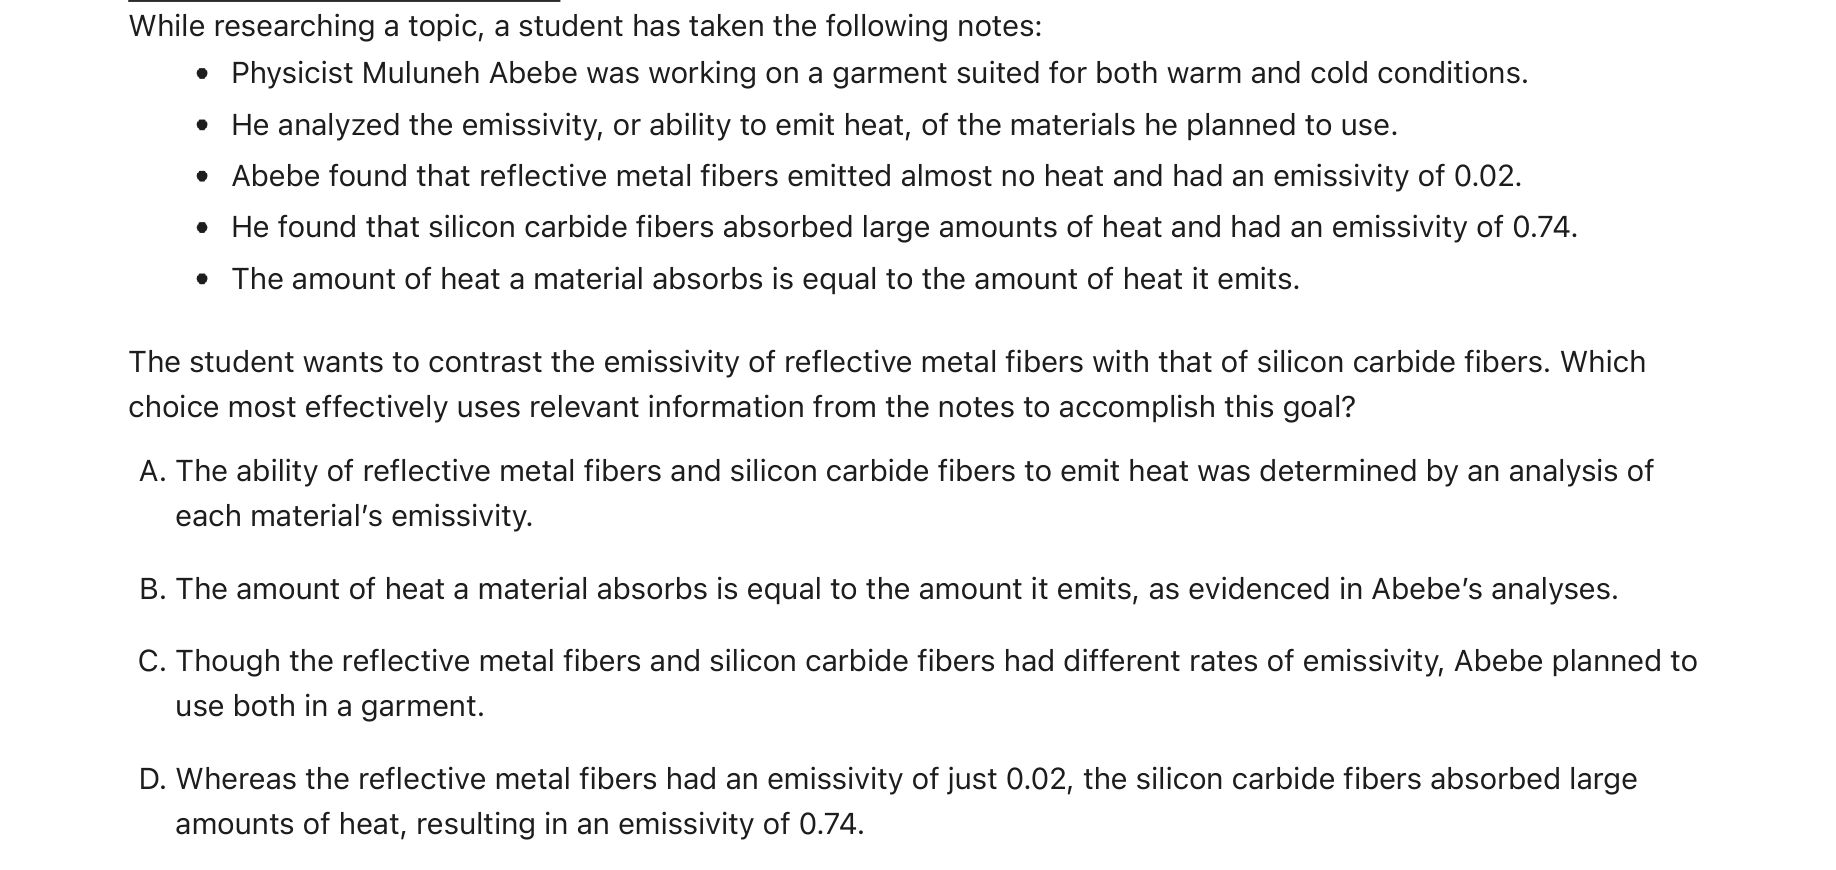 While researching a topic, a student has taken the following notes:
• Physicist Muluneh Abebe was working on a garment suited for both warm and cold conditions.
• He analyzed the emissivity, or ability to emit heat, of the materials he planned to use.
• Abebe found that reflective metal fibers emitted almost no heat and had an emissivity of 0.02.
• He found that silicon carbide fibers absorbed large amounts of heat and had an emissivity of 0.74.
• The amount of heat a material absorbs is equal to the amount of heat it emits.
The student wants to contrast the emissivity of reflective metal fibers with that of silicon carbide fibers. Which
choice most effectively uses relevant information from the notes to accomplish this goal?
A. The ability of reflective metal fibers and silicon carbide fibers to emit heat was determined by an analysis of
each material’s emissivity.
B. The amount of heat a material absorbs is equal to the amount it emits, as evidenced in Abebe’s analyses.
C. Though the reflective metal fibers and silicon carbide fibers had different rates of emissivity, Abebe planned to
use both in a garment.
D. Whereas the reflective metal fibers had an emissivity of just 0.02, the silicon carbide fibers absorbed large
amounts of heat, resulting in an emissivity of 0.74.